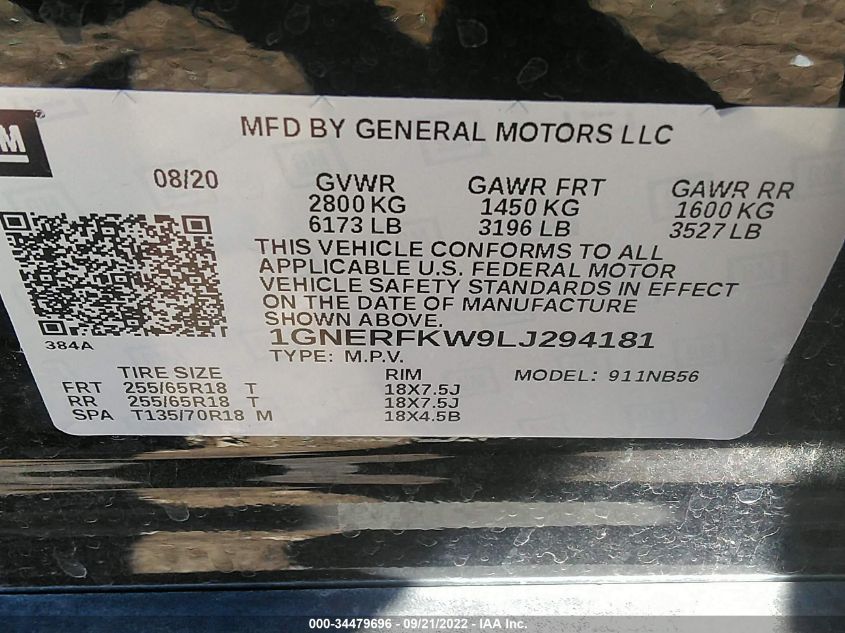 M ®
MFD BY GENERAL MOTORS LLC
08/20 GVWR GAWR FRT GAWR RR
2800 KG 1450 KG 1600 KG
6173 LB 3196 LB 3527 LB
THIS VEHICLE CONFORMS TO ALL
APPLICABLE U.S. FEDERAL MOTOR
VEHICLE SAFETY STANDARDS IN EFFECT
ON THE DATE OF MANUFACTURE
SHOWN ABOVE.
384A
1GNERFKW9LJ294181
TYPE: M.P.V.
TIRE SIZE RIM MODEL: 911NB56
FRT 255/65R18 T 18X7.5J
RR 255/65R18 T 18X7.5J
SPA T135/70R18 M 18X4.5B
000-34479696 - 09/21/2022 - IAAI.COM